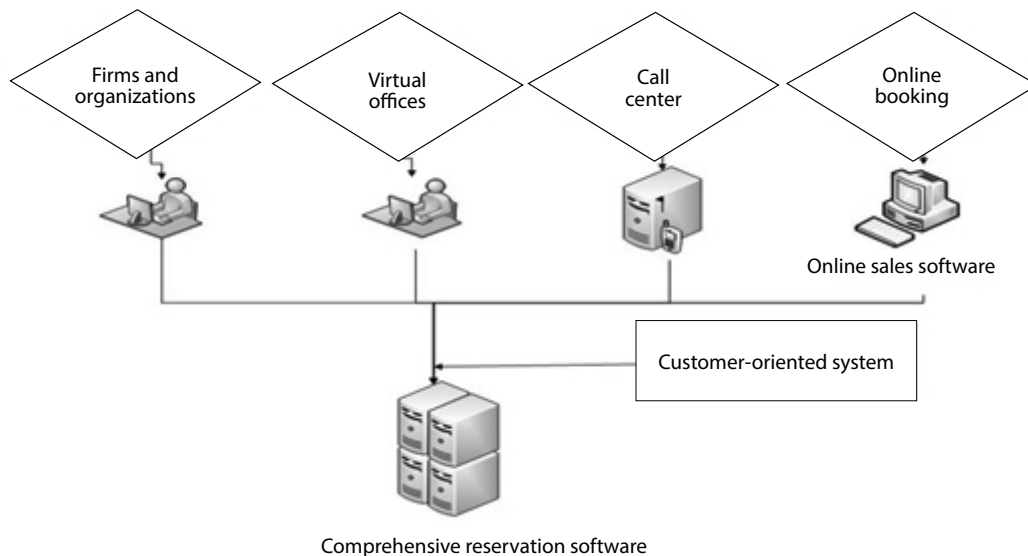 Firms and
organizations
Virtual
offices
Call
center
Online
booking
Online sales software
Customer-oriented system
Comprehensive reservation software